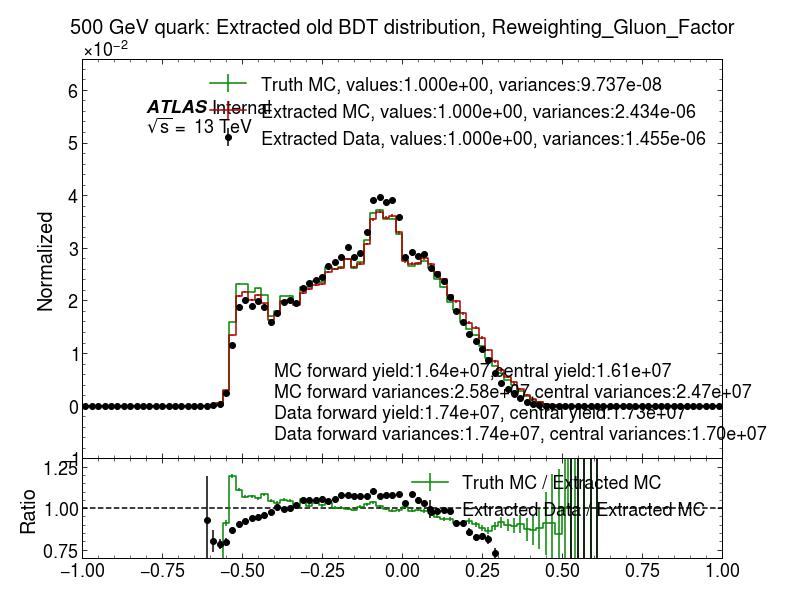 500 GeV quark: Extracted old BDT distribution, Reweighting_Gluon_Factor
×10⁻²
Truth MC, values:1.000e+00, variances:9.737e-08
ATLAS Internal
Extracted MC, values:1.000e+00, variances:2.434e-06
√s = 13 TeV
Extracted Data, values:1.000e+00, variances:1.455e-06
6
5
4
3
2
1
0
1
Normalized
MC forward yield:1.64e+07, central yield:1.61e+07
MC forward variances:2.58e+07, central variances:2.47e+07
Data forward yield:1.74e+07, central yield:1.73e+07
Data forward variances:1.74e+07, central variances:1.70e+07
1.25
1.00
0.75
Ratio
Truth MC / Extracted MC
Extracted Data / Extracted MC
−1.00 −0.75 −0.50 −0.25 0.00 0.25 0.50 0.75 1.00